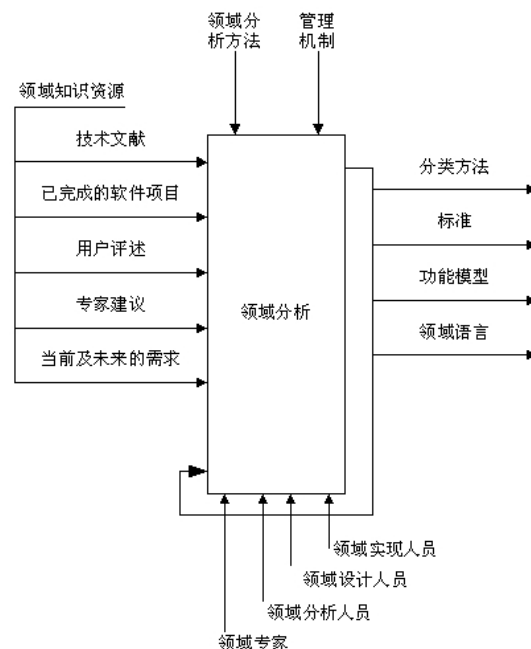 领域分
析方法
管理
机制
领域知识资源
技术文献
已完成的软件项目
用户评述
专家建议
当前及未来的需求
领域分析
分类方法
标准
功能模型
领域语言
领域实现人员
领域设计人员
领域分析人员
领域专家